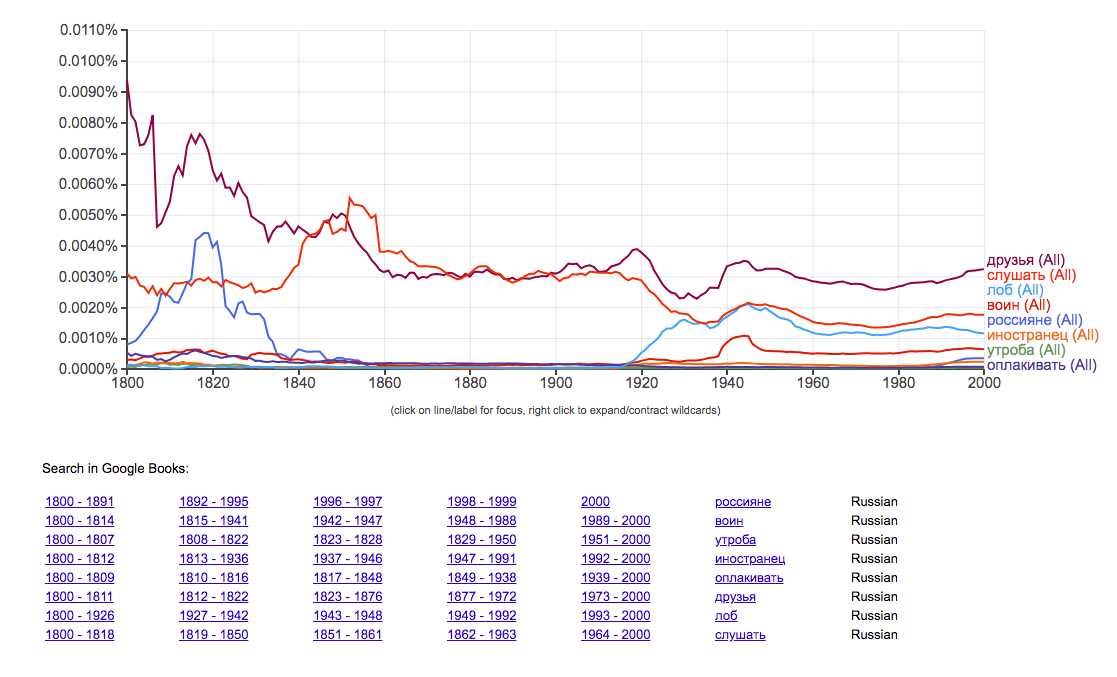 0.0110%
0.0100%
0.0090%
0.0080%
0.0070%
0.0060%
0.0050%
0.0040%
0.0030%
0.0020%
0.0010%
0.0000%
1800 1820 1840 1860 1880 1900 1920 1940 1960 1980 2000
друзья (All)
слушать (All)
лоб (All)
воин (All)
россияне (All)
иностранец (All)
утроба (All)
оплакивать (All)
(click on line/label for focus, right click to expand/contract wildcards)
Search in Google Books:
1800 - 1891 1892 - 1995 1996 - 1997 1998 - 1999 2000 россияне Russian
1800 - 1814 1815 - 1941 1942 - 1947 1948 - 1988 1989 - 2000 воин Russian
1800 - 1807 1808 - 1822 1823 - 1828 1829 - 1950 1951 - 2000 утроба Russian
1800 - 1812 1813 - 1936 1937 - 1946 1947 - 1991 1992 - 2000 иностранец Russian
1800 - 1809 1810 - 1816 1817 - 1848 1849 - 1938 1939 - 2000 оплакивать Russian
1800 - 1811 1812 - 1822 1823 - 1876 1877 - 1972 1973 - 2000 друзья Russian
1800 - 1926 1927 - 1942 1943 - 1948 1949 - 1992 1993 - 2000 лоб Russian
1800 - 1818 1819 - 1850 1851 - 1861 1862 - 1963 1964 - 2000 слушать Russian